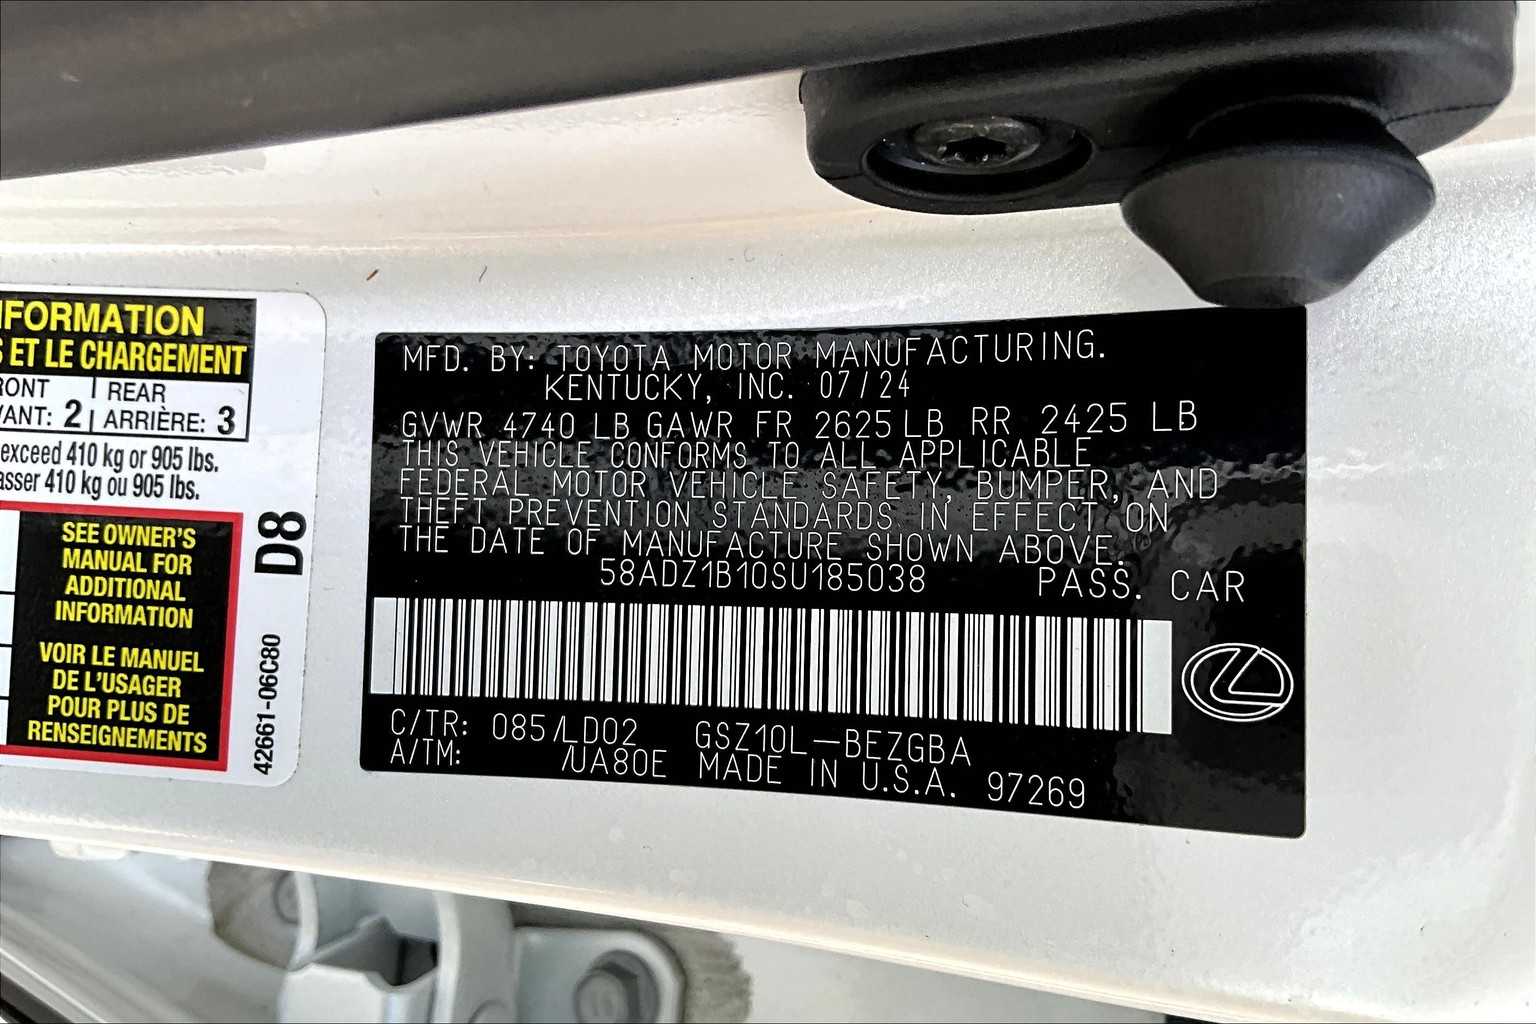 NFORMATION
S ET LE CHARGEMENT
RONT | REAR
VANT: 2 | ARRIÈRE: 3
exceed 410 kg or 905 lbs.
asser 410 kg ou 905 lbs.
SEE OWNER'S
MANUAL FOR
ADDITIONAL
INFORMATION
VOIR LE MANUEL
DE L'USAGER
POUR PLUS DE
RENSEIGNEMENTS
D8
42661-06C80
MFD. BY: TOYOTA MOTOR MANUFACTURING.
KENTUCKY, INC. 07/24
GVWR 4740 LB GAWR FR 2625 LB RR 2425 LB
THIS VEHICLE CONFORMS TO ALL APPLICABLE
FEDERAL MOTOR VEHICLE SAFETY, BUMPER, AND
THEFT PREVENTION STANDARDS IN EFFECT ON
THE DATE OF MANUFACTURE SHOWN ABOVE.
58ADZ1B10SU185038 PASS. CAR
C/TR: 085/LD02 GSZ10L-BEZGBA
A/TM: /UA80E MADE IN U.S.A. 97269